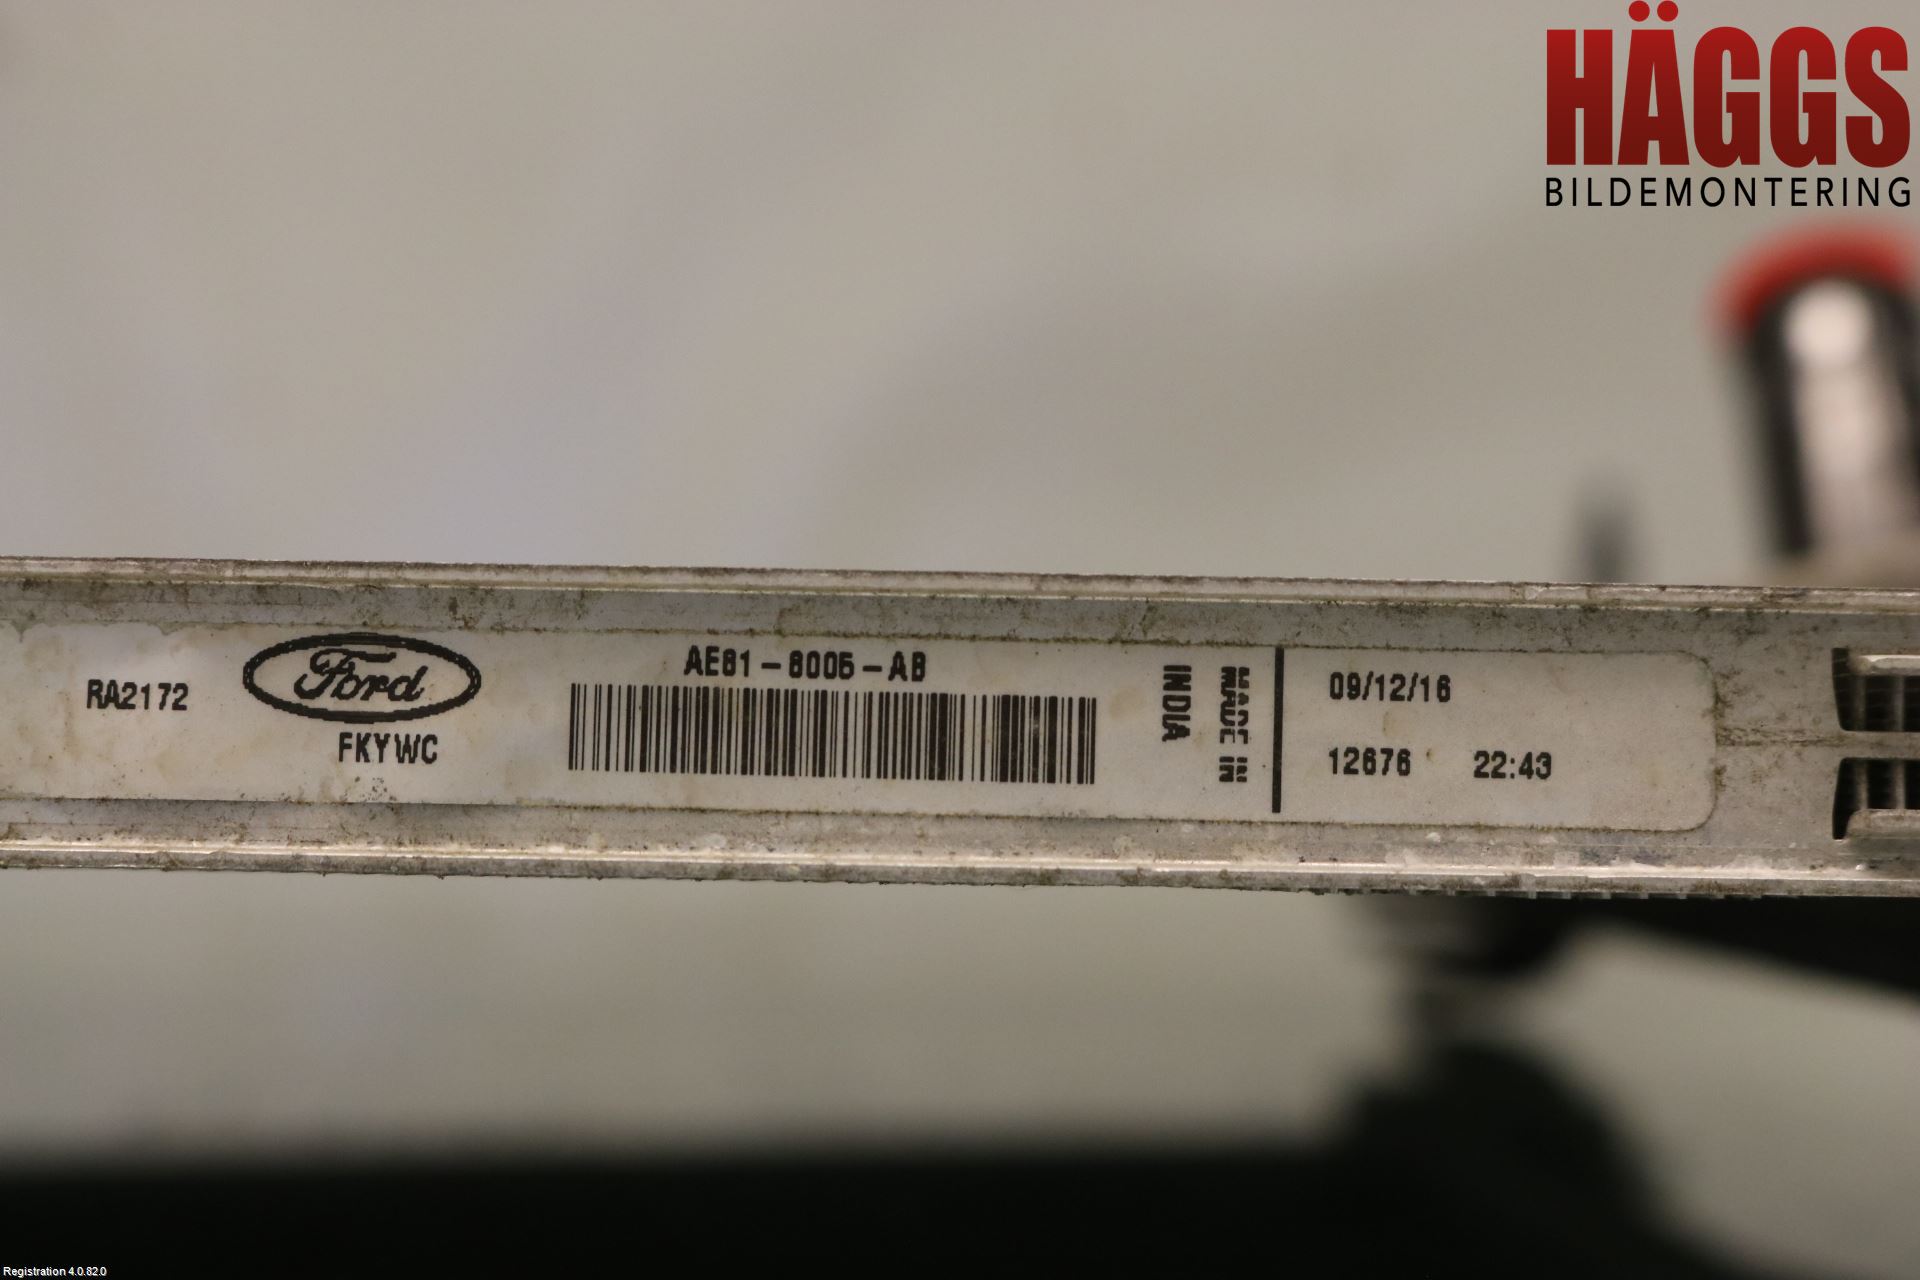 HÄGGS
BILDEMONTERING
RA2172
Ford
FKYWC
AE81-8005-AB
MADE IN
INDIA
09/12/16
12676 22:43
Registration 4.0.82.0